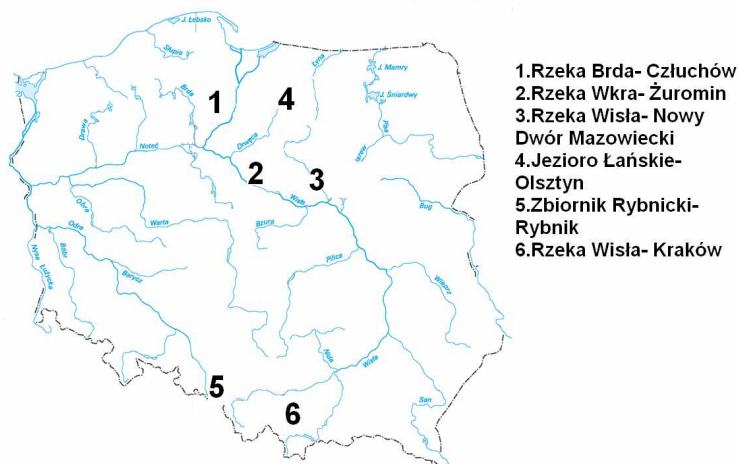 J. Łebsko
Słupia
Łyna
J. Mamry
J. Śniardwy
Brda
1
4
Drawa
Pisa
Drwęca
Noteć
Narew
2
3
Wisła
Obra
Warta
Bzura
Bug
Odra
Nysa
Łużycka
Bóbr
Barycz
Pilica
Wieprz
Nida
Wisła
5
6
San
1.Rzeka Brda- Człuchów
2.Rzeka Wkra- Żuromin
3.Rzeka Wisła- Nowy
Dwór Mazowiecki
4.Jezioro Łańskie-
Olsztyn
5.Zbiornik Rybnicki-
Rybnik
6.Rzeka Wisła- Kraków